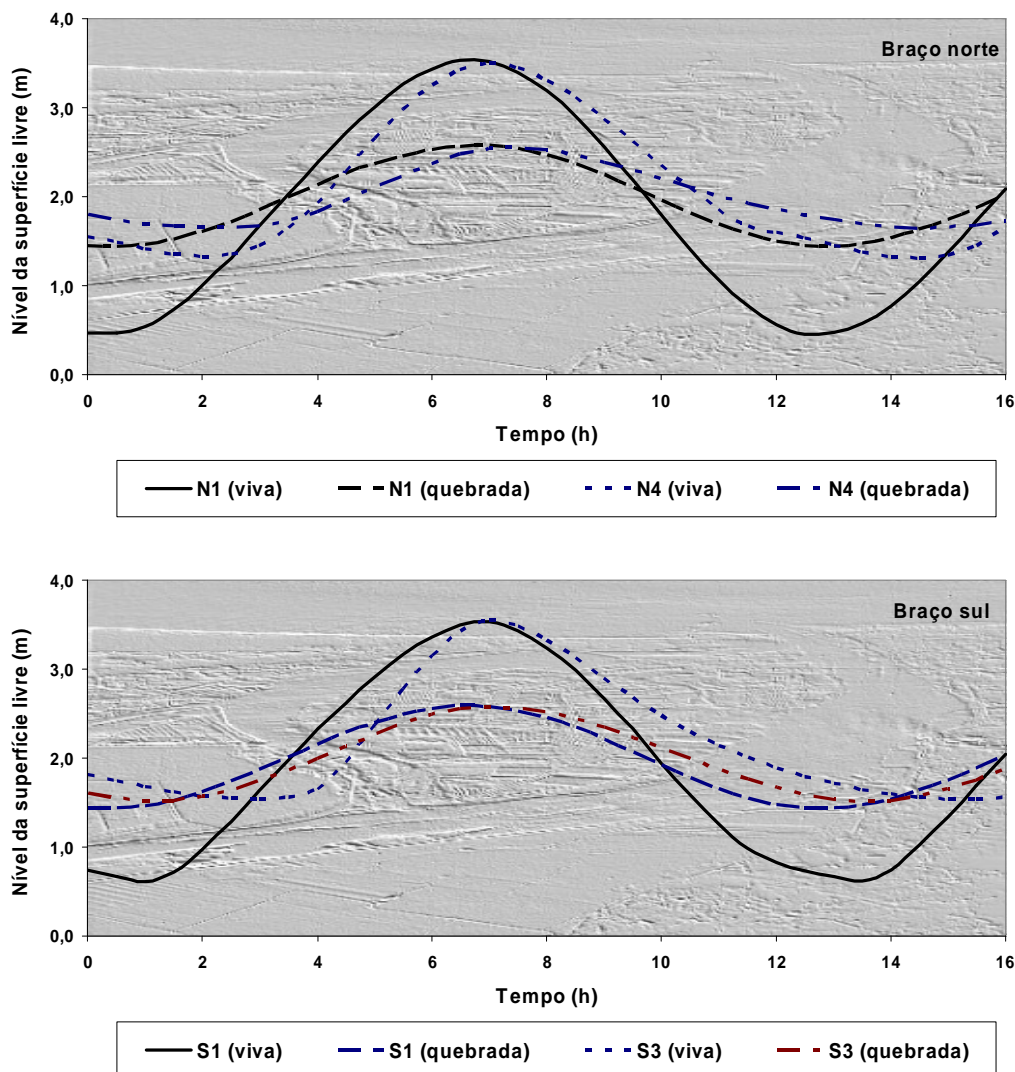 4,0
Braço norte
3,0
2,0
1,0
0,0
Nível da superfície livre (m)
0 2 4 6 8 10 12 14 16
Tempo (h)
N1 (viva) N1 (quebrada) N4 (viva) N4 (quebrada)
4,0
Braço sul
3,0
2,0
1,0
0,0
Nível da superfície livre (m)
0 2 4 6 8 10 12 14 16
Tempo (h)
S1 (viva) S1 (quebrada) S3 (viva) S3 (quebrada)